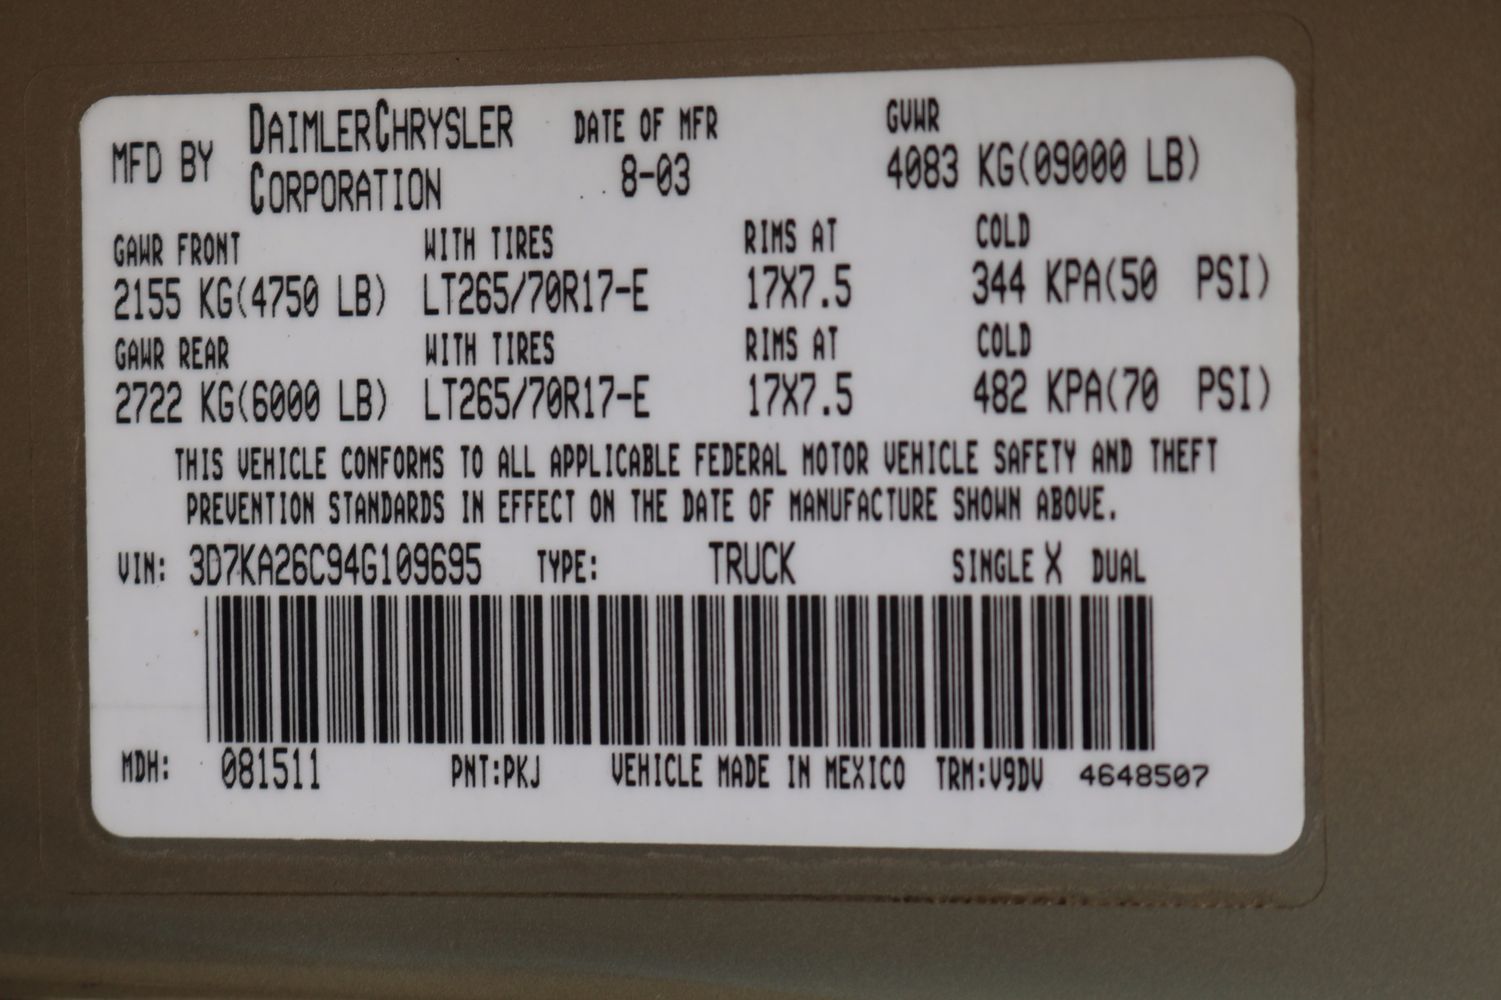 MFD BY DAIMLERCHRYSLER CORPORATION DATE OF MFR 8-03 GVWR 4083 KG(09000 LB)
GAWR FRONT WITH TIRES RIMS AT COLD
2155 KG(4750 LB) LT265/70R17-E 17X7.5 344 KPA(50 PSI)
GAWR REAR WITH TIRES RIMS AT COLD
2722 KG(6000 LB) LT265/70R17-E 17X7.5 482 KPA(70 PSI)
THIS VEHICLE CONFORMS TO ALL APPLICABLE FEDERAL MOTOR VEHICLE SAFETY AND THEFT
PREVENTION STANDARDS IN EFFECT ON THE DATE OF MANUFACTURE SHOWN ABOVE.
VIN: 3D7KA26C94G109695 TYPE: TRUCK SINGLE X DUAL
MDH: 081511 PNT:PKJ VEHICLE MADE IN MEXICO TRM:V9DV 4648507